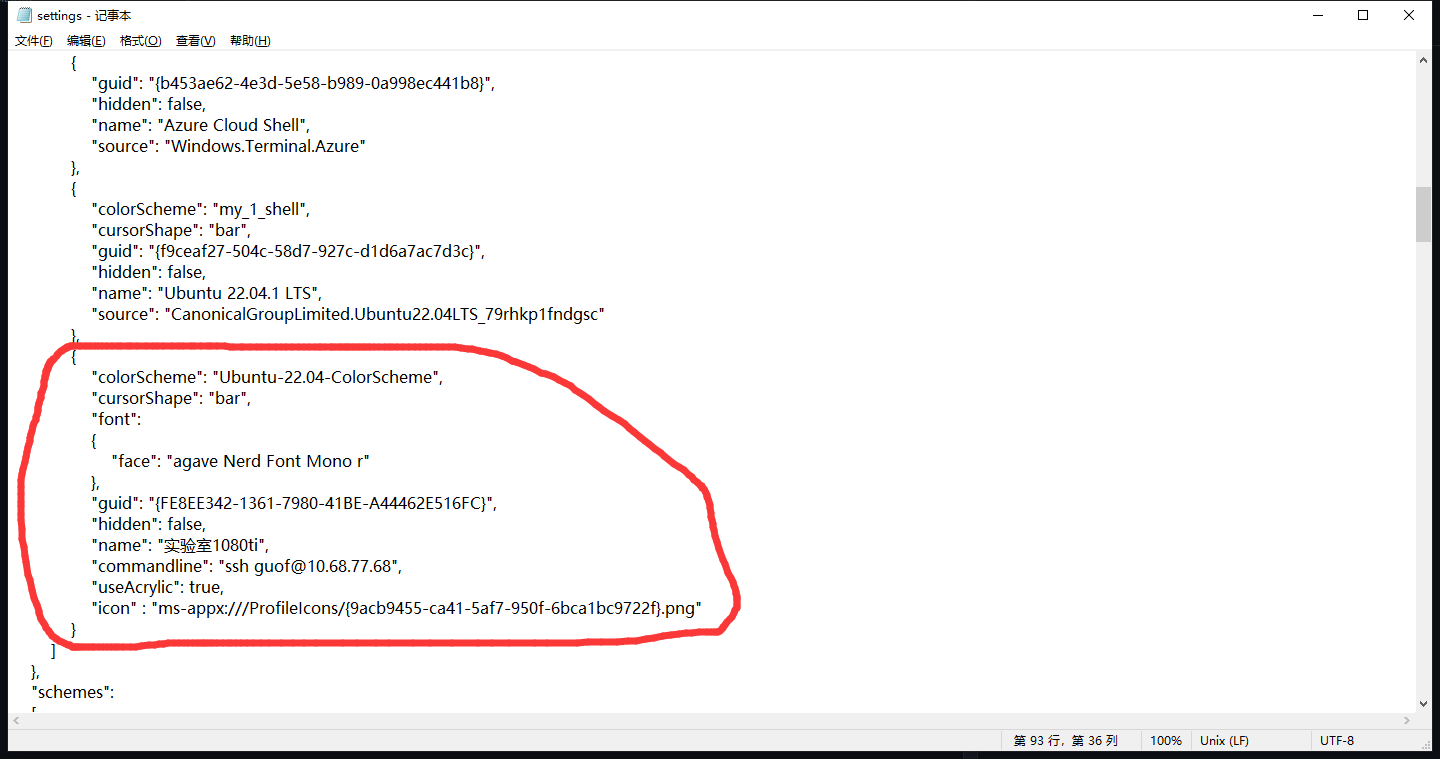 settings - 记事本
文件(F) 编辑(E) 格式(O) 查看(V) 帮助(H)
{
"guid": "{b453ae62-4e3d-5e58-b989-0a998ec441b8}",
"hidden": false,
"name": "Azure Cloud Shell",
"source": "Windows.Terminal.Azure"
},
{
"colorScheme": "my_1_shell",
"cursorShape": "bar",
"guid": "{f9ceaf27-504c-58d7-927c-d1d6a7ac7d3c}",
"hidden": false,
"name": "Ubuntu 22.04.1 LTS",
"source": "CanonicalGroupLimited.Ubuntu22.04LTS_79rhkp1fndgsc"
},
{
"colorScheme": "Ubuntu-22.04-ColorScheme",
"cursorShape": "bar",
"font":
{
"face": "agave Nerd Font Mono r"
},
"guid": "{FE8EE342-1361-7980-41BE-A44462E516FC}",
"hidden": false,
"name": "实验室1080ti",
"commandline": "ssh guof@10.68.77.68",
"useAcrylic": true,
"icon" : "ms-appx:///ProfileIcons/{9acb9455-ca41-5af7-950f-6bca1bc9722f}.png"
}
]
},
"schemes":
[
第 93 行，第 36 列 100% Unix (LF) UTF-8